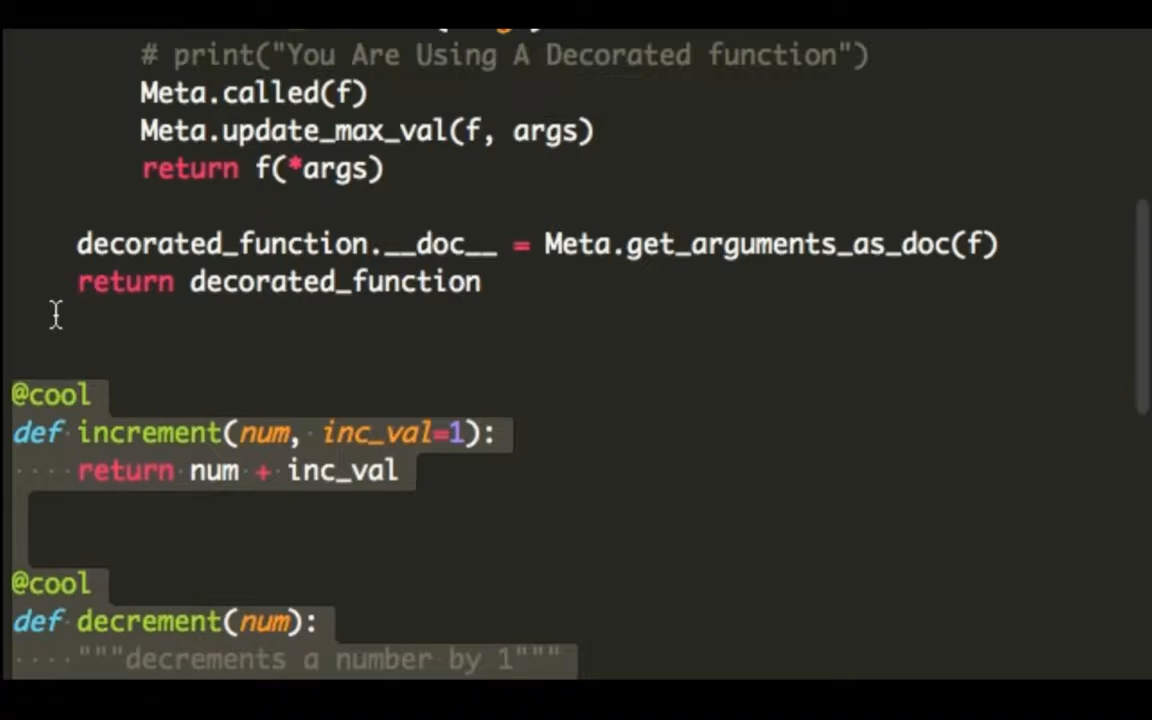 # print("You Are Using A Decorated function")
Meta.called(f)
Meta.update_max_val(f, args)
return f(*args)
decorated_function.__doc__ = Meta.get_arguments_as_doc(f)
return decorated_function
@cool
def increment(num, inc_val=1):
return num + inc_val
@cool
def decrement(num):
"""decrements a number by 1"""